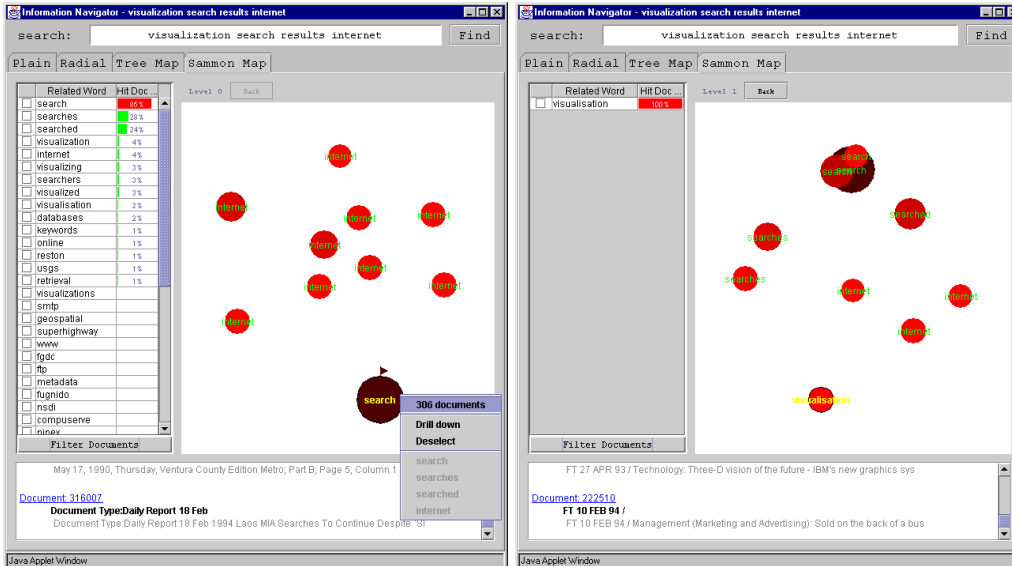 Information Navigator - visualization search results internet
search:
visualization search results internet
Find
Plain
Radial
Tree Map
Sammon Map
Related Word
Hit Doc ...
search 86%
searches 28%
searched 24%
visualization 4%
internet 4%
visualizing 3%
searchers 3%
visualized 3%
visualisation 2%
databases 2%
keywords 1%
online 1%
reston 1%
usgs 1%
retrieval 1%
visualizations
smtp
geospatial
superhighway
www
fgdc
ftp
metadata
fugnido
nsdi
compuserve
Filter Documents
Level 0
Back
internet
internet
internet
internet
internet
internet
internet
internet
internet
search
306 documents
Drill down
Deselect
search
searches
searched
internet
May 17, 1990, Thursday, Ventura County Edition Metro; Part B; Page 5; Column 1
Document: 316007
Document Type:Daily Report 18 Feb
Document Type:Daily Report 18 Feb 1994 Laos MIA Searches To Continue Despite 'SI
Java Applet Window
Information Navigator - visualization search results internet
search:
visualization search results internet
Find
Plain
Radial
Tree Map
Sammon Map
Related Word
Hit Doc ...
visualisation 100%
Filter Documents
Level 1
Back
search
search
search
searched
searches
searches
internet
internet
internet
visualisation
FT 27 APR 93 / Technology: Three-D vision of the future - IBM's new graphics sys
Document: 222510
FT 10 FEB 94 /
FT 10 FEB 94 / Management (Marketing and Advertising): Sold on the back of a bus
Java Applet Window